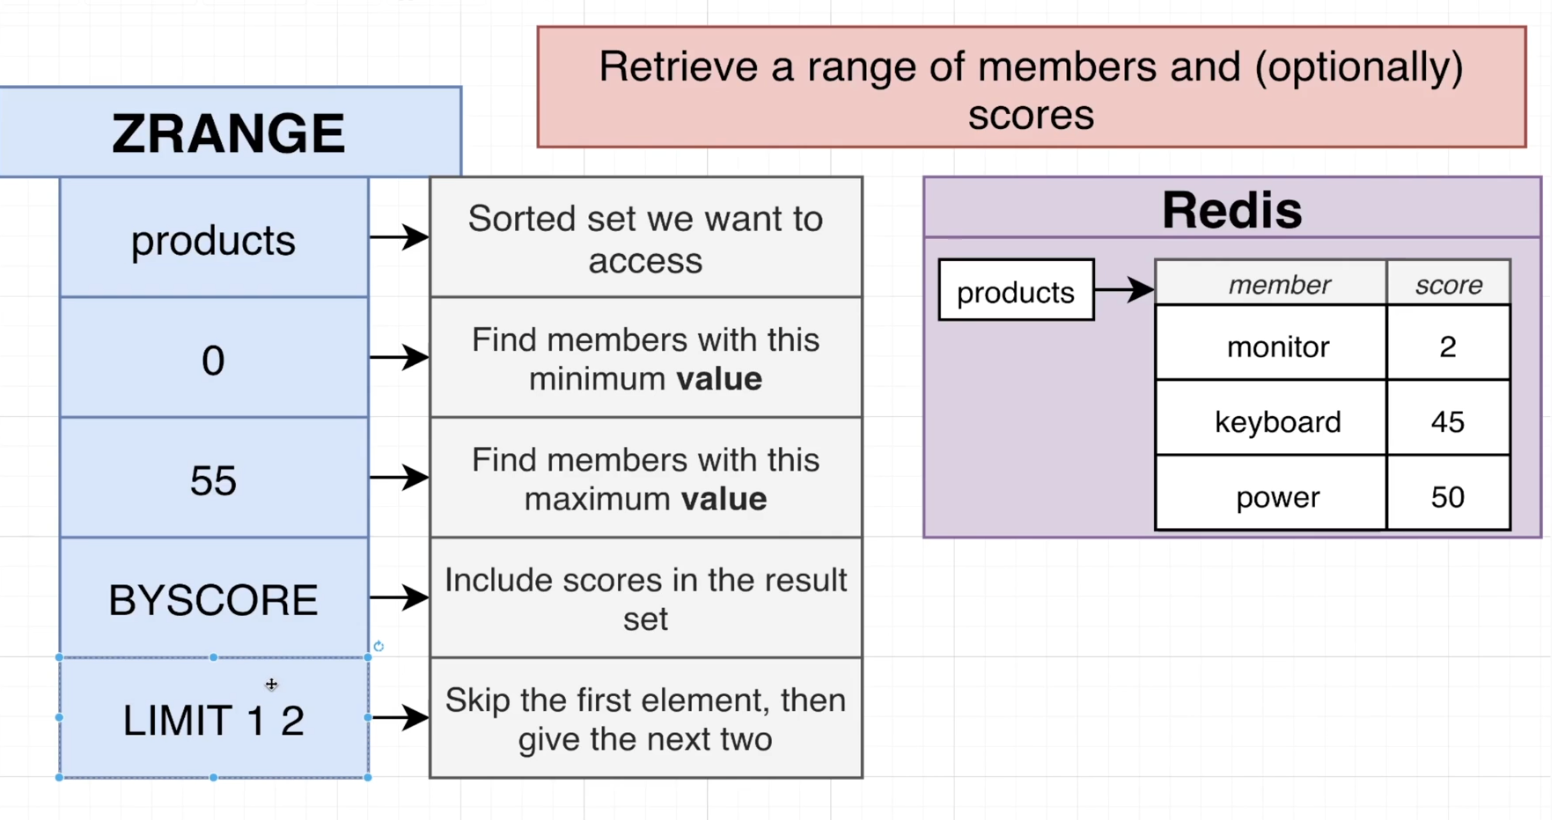 Retrieve a range of members and (optionally)
scores
ZRANGE
products
Sorted set we want to
access
0
Find members with this
minimum value
55
Find members with this
maximum value
BYSCORE
Include scores in the result
set
LIMIT 1 2
Skip the first element, then
give the next two
Redis
products
member score
monitor 2
keyboard 45
power 50